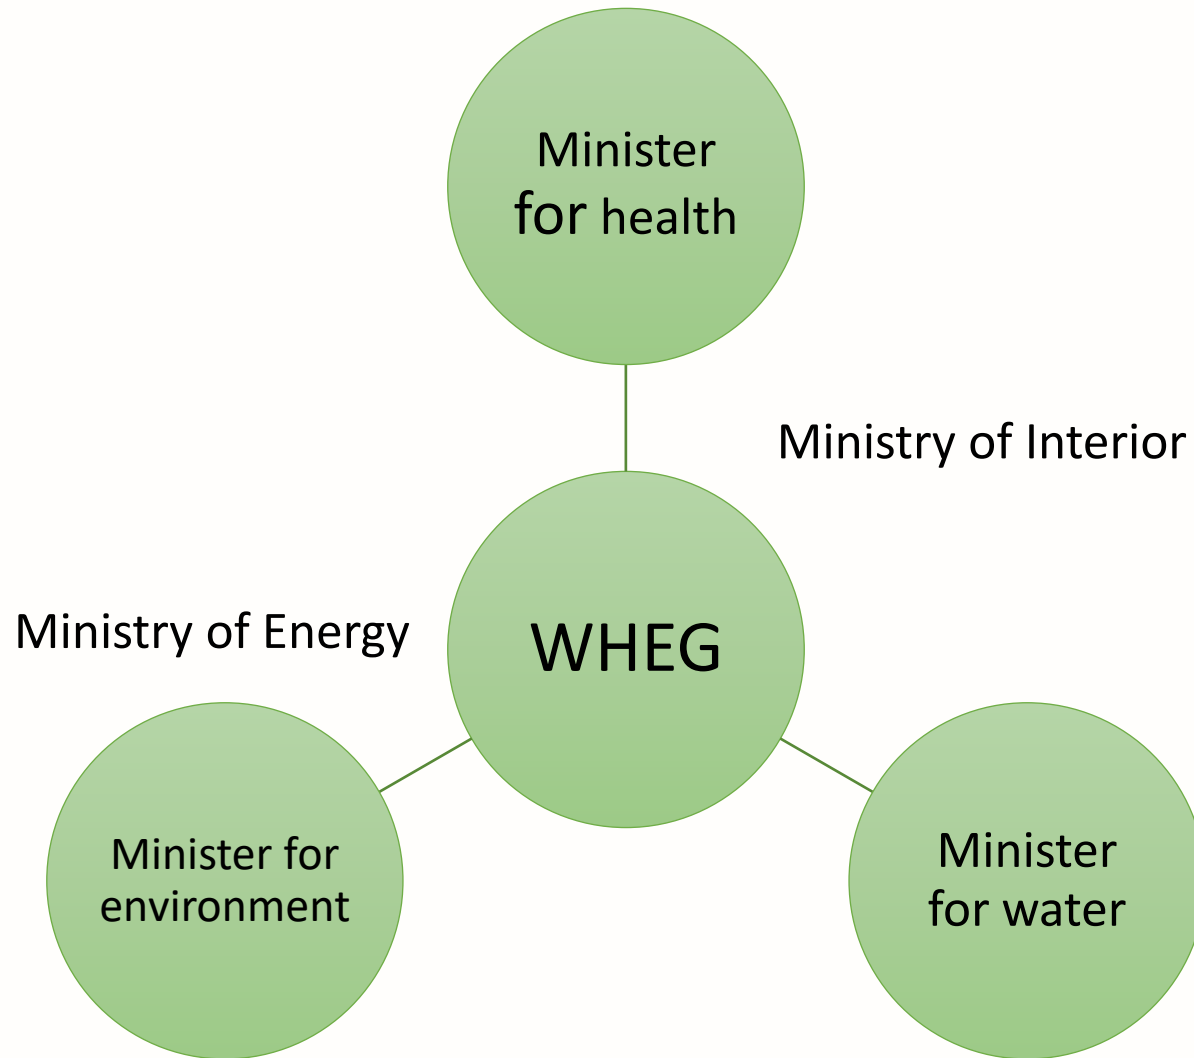 Minister
for health
Ministry of Interior
Ministry of Energy
WHEG
Minister for
environment
Minister
for water